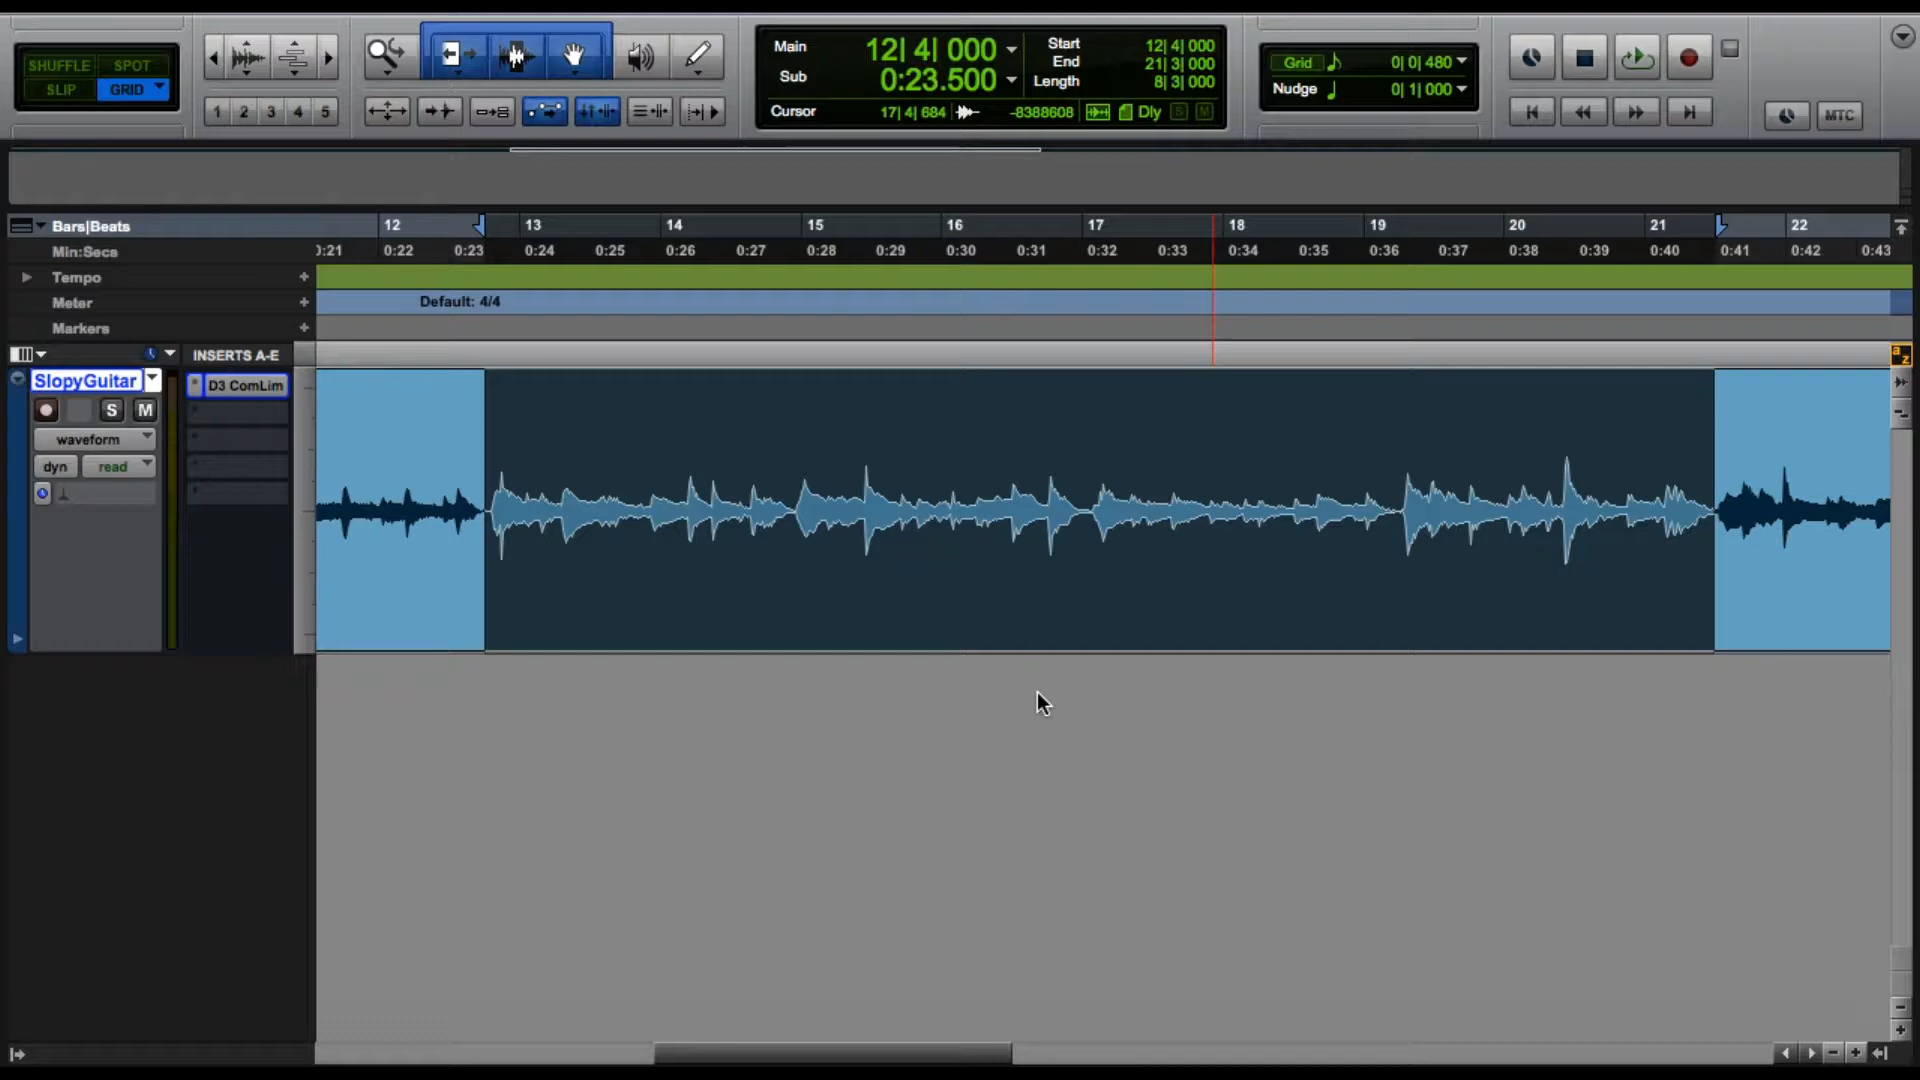 SHUFFLE SPOT
SLIP GRID
1 2 3 4 5
Main 12| 4| 000
Sub 0:23.500
Start 12| 4| 000
End 21| 3| 000
Length 8| 3| 000
Cursor 17| 4| 684 -8388608 Dly S M
Grid 0| 0| 480
Nudge 0| 1| 000
MTC
Bars|Beats 12 13 14 15 16 17 18 19 20 21 22
Min:Secs 0:21 0:22 0:23 0:24 0:25 0:26 0:27 0:28 0:29 0:30 0:31 0:32 0:33 0:34 0:35 0:36 0:37 0:38 0:39 0:40 0:41 0:42 0:43
Tempo +
Meter + Default: 4/4
Markers +
INSERTS A-E
a z
SlopyGuitar
D3 ComLim
S M
waveform
dyn read